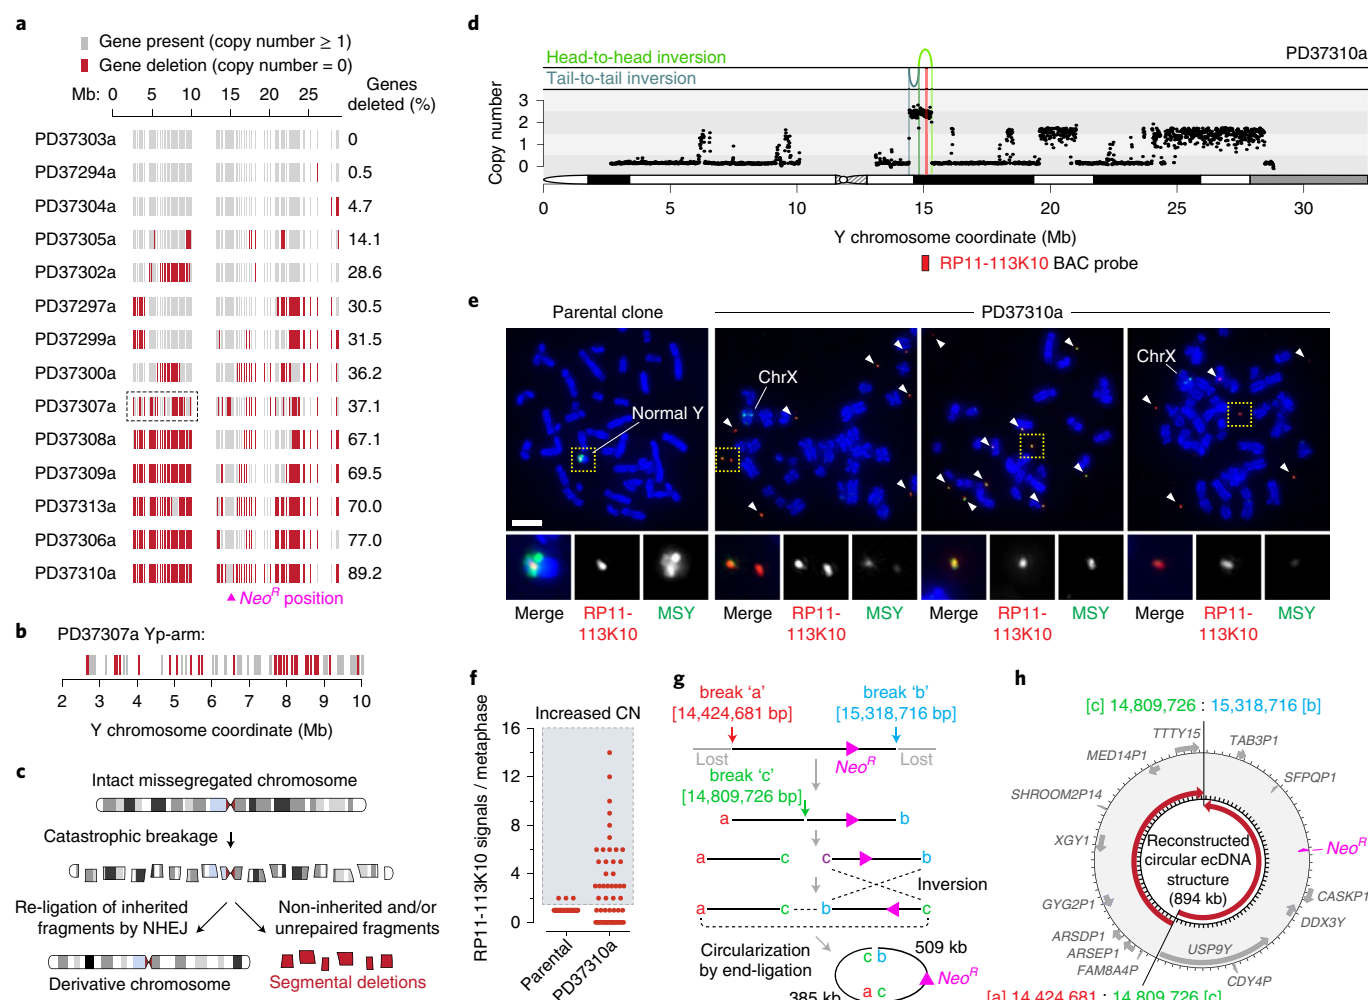 a
Gene present (copy number ≥ 1)
Gene deletion (copy number = 0)
Genes deleted (%)
Mb: 0 5 10 15 20 25
PD37303a 0
PD37294a 0.5
PD37304a 4.7
PD37305a 14.1
PD37302a 28.6
PD37297a 30.5
PD37299a 31.5
PD37300a 36.2
PD37307a 37.1
PD37308a 67.1
PD37309a 69.5
PD37313a 70.0
PD37306a 77.0
PD37310a 89.2
NeoR position
b
PD37307a Yp-arm:
2 3 4 5 6 7 8 9 10
Y chromosome coordinate (Mb)
c
Intact missegregated chromosome
Catastrophic breakage
Re-ligation of inherited
fragments by NHEJ
Non-inherited and/or
unrepaired fragments
Derivative chromosome
Segmental deletions
d
PD37310a
Head-to-head inversion
Tail-to-tail inversion
Copy number
3
2
1
0
0 5 10 15 20 25 30
Y chromosome coordinate (Mb)
RP11-113K10 BAC probe
e
Parental clone
PD37310a
ChrX
Normal Y
ChrX
Merge RP11-113K10 MSY
Merge RP11-113K10 MSY
RP11-113K10 MSY
RP11-113K10 MSY
f
Increased CN
RP11-113K10 signals / metaphase
16
12
8
4
0
Parental
PD37310a
g
break ‘a’
[14,424,681 bp]
break ‘b’
[15,318,716 bp]
Lost
NeoR
Lost
break ‘c’
[14,809,726 bp]
a b
a c c b
Inversion
a c b c
Circularization
by end-ligation
c b
509 kb
NeoR
a c
385 kb
h
[c] 14,809,726 : 15,318,716 [b]
TTTY15
TAB3P1
MED14P1
SFPQP1
SHROOM2P14
XGY1
NeoR
Reconstructed
circular ecDNA
structure
(894 kb)
CASKP1
GYG2P1
DDX3Y
ARSDP1
ARSEP1
FAM8A4P
USP9Y
CDY4P
[a] 14,424,681 : 14,809,726 [c]